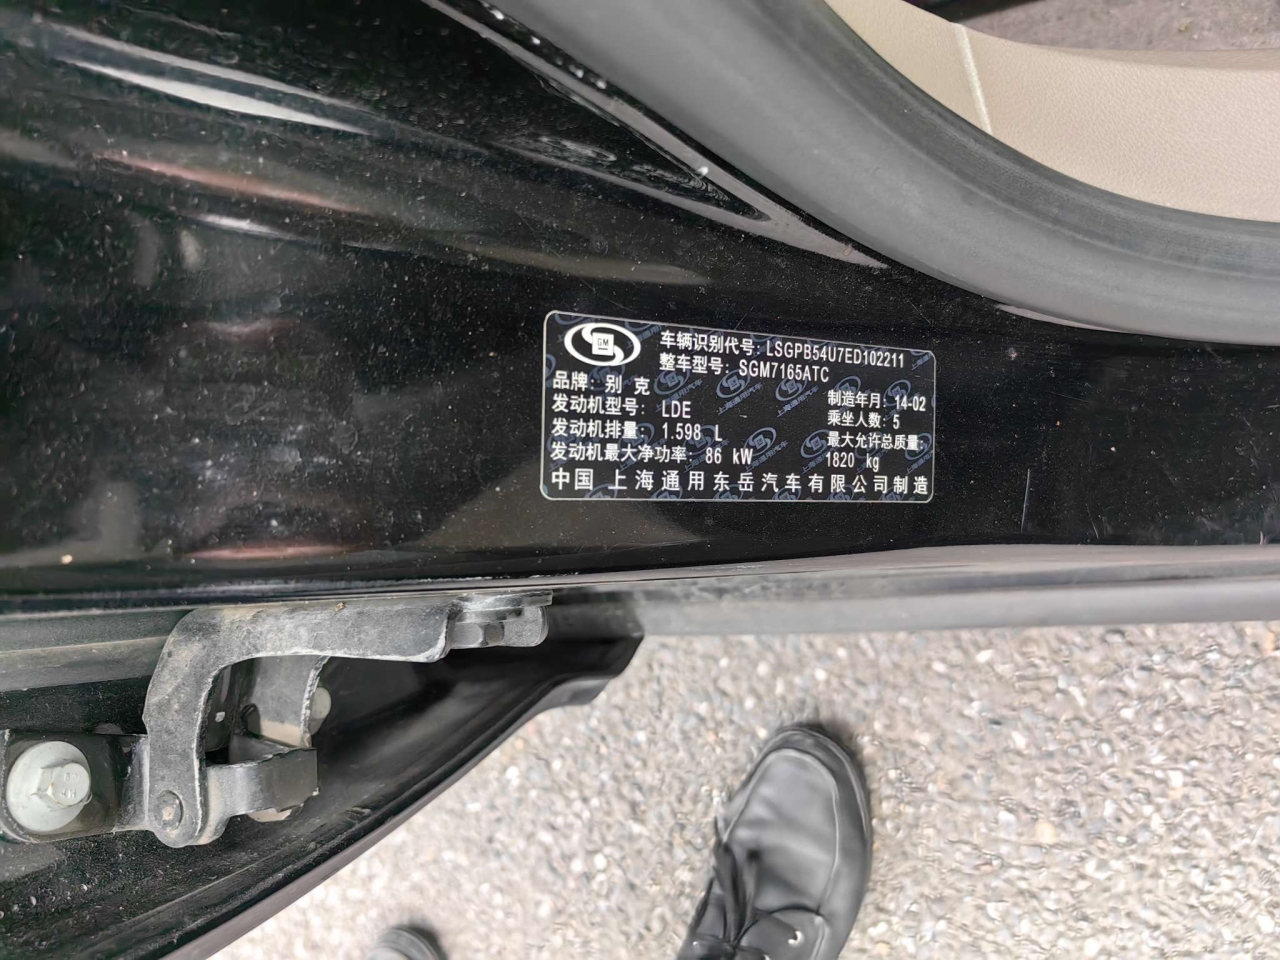 GM
车辆识别代号: LSGPB54U7ED102211
整车型号: SGM7165ATC
品牌: 别 克
制造年月: 14-02
发动机型号: LDE
乘坐人数: 5
发动机排量: 1.598 L
最大允许总质量:
1820 kg
发动机最大净功率: 86 kW
中国 上海通用东岳汽车有限公司制造